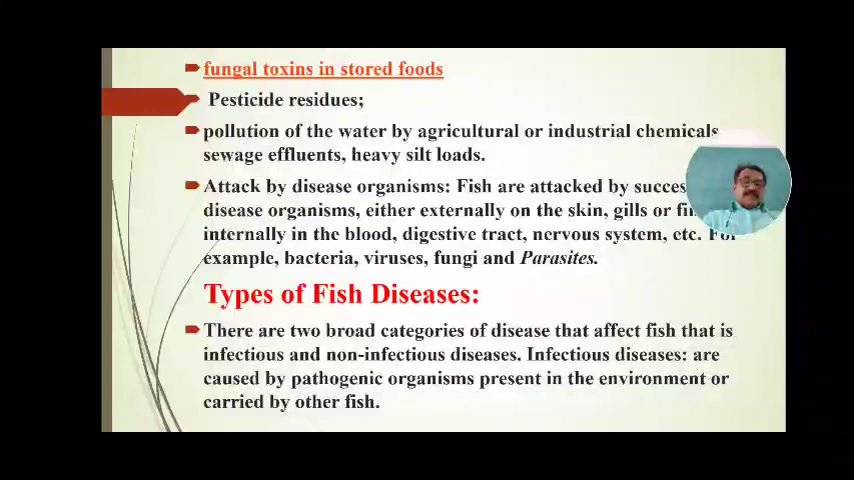 fungal toxins in stored foods
Pesticide residues;
pollution of the water by agricultural or industrial chemicals
sewage effluents, heavy silt loads.
Attack by disease organisms: Fish are attacked by
disease organisms, either externally on the skin, gills or
internally in the blood, digestive tract, nervous system, etc. For
example, bacteria, viruses, fungi and Parasites.
Types of Fish Diseases:
There are two broad categories of disease that affect fish that is
infectious and non-infectious diseases. Infectious diseases: are
caused by pathogenic organisms present in the environment or
carried by other fish.